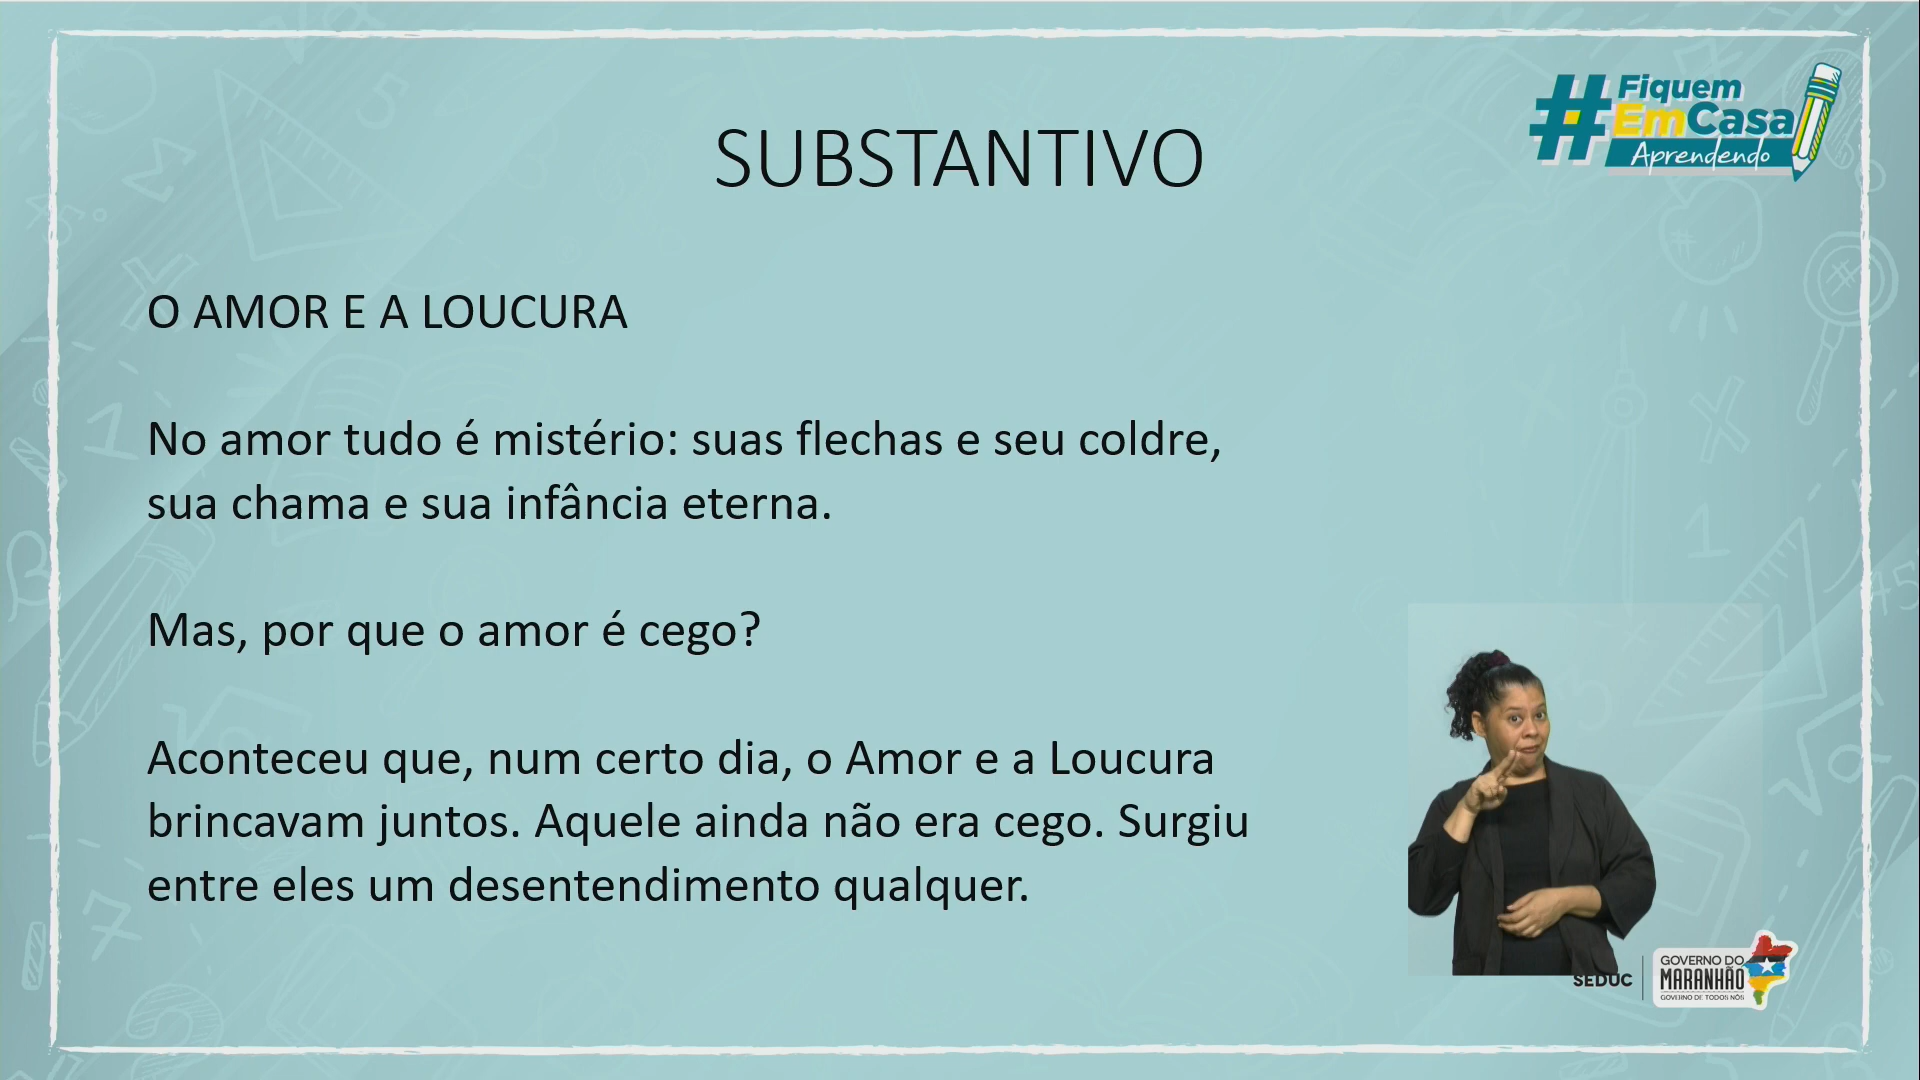 #Fiquem
EmCasa
Aprendendo
SUBSTANTIVO
O AMOR E A LOUCURA
No amor tudo é mistério: suas flechas e seu coldre,
sua chama e sua infância eterna.
Mas, por que o amor é cego?
Aconteceu que, num certo dia, o Amor e a Loucura
brincavam juntos. Aquele ainda não era cego. Surgiu
entre eles um desentendimento qualquer.
SEDUC
GOVERNO DO
MARANHÃO
GOVERNO DE TODOS NÓS